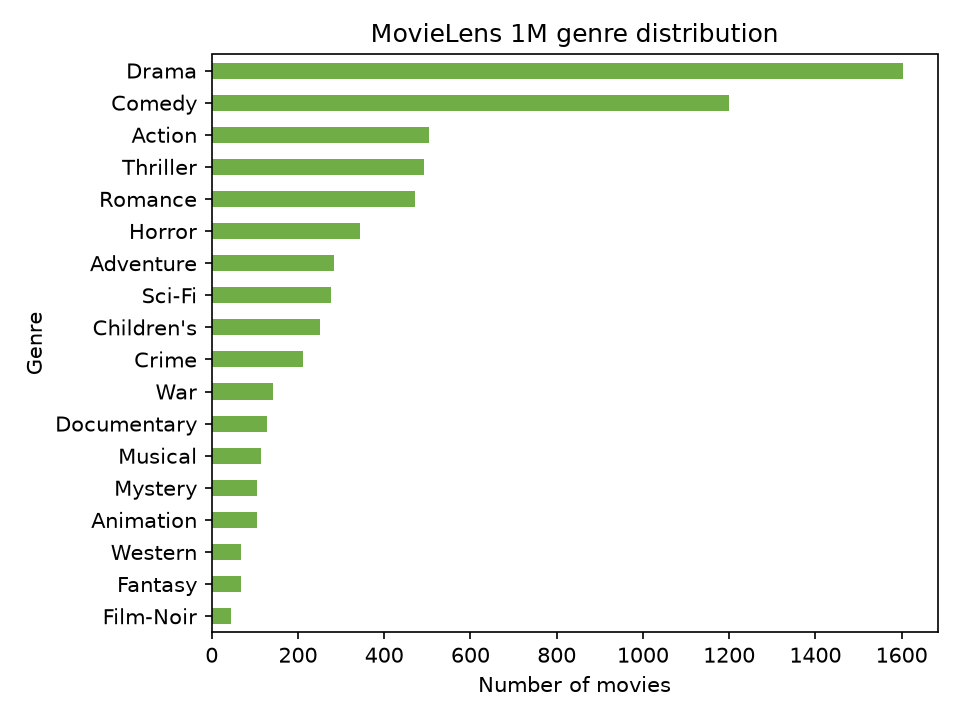 MovieLens 1M genre distribution
Drama
Comedy
Action
Thriller
Romance
Horror
Adventure
Sci-Fi
Children's
Crime
War
Documentary
Musical
Mystery
Animation
Western
Fantasy
Film-Noir
Genre
0 200 400 600 800 1000 1200 1400 1600
Number of movies